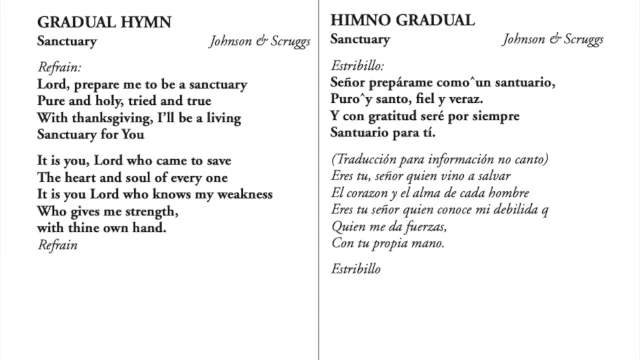 GRADUAL HYMN
Sanctuary Johnson & Scruggs
Refrain:
Lord, prepare me to be a sanctuary
Pure and holy, tried and true
With thanksgiving, I'll be a living
Sanctuary for You
It is you, Lord who came to save
The heart and soul of every one
It is you Lord who knows my weakness
Who gives me strength,
with thine own hand.
Refrain
HIMNO GRADUAL
Sanctuary Johnson & Scruggs
Estribillo:
Señor prepárame como^un santuario,
Puro^y santo, fiel y veraz.
Y con gratitud seré por siempre
Santuario para tí.
(Traducción para información no canto)
Eres tu, señor quien vino a salvar
El corazon y el alma de cada hombre
Eres tu señor quien conoce mi debilida q
Quien me da fuerzas,
Con tu propia mano.
Estribillo